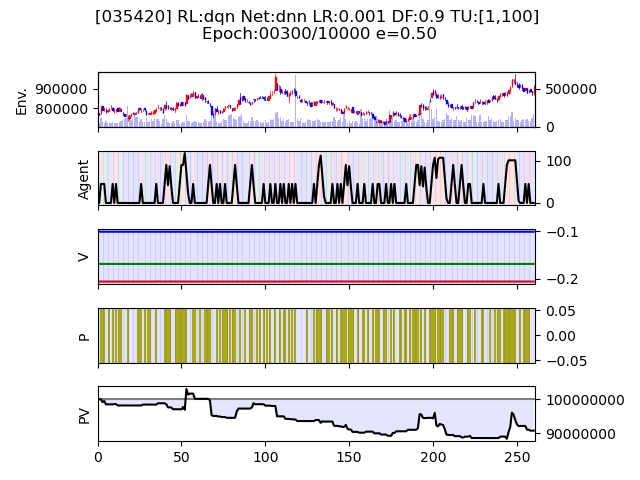 [035420] RL:dqn Net:dnn LR:0.001 DF:0.9 TU:[1,100]
Epoch:00300/10000 e=0.50
Env.
900000
800000
500000
0
Agent
100
0
V
−0.1
−0.2
P
0.05
0.00
−0.05
PV
100000000
90000000
0 50 100 150 200 250